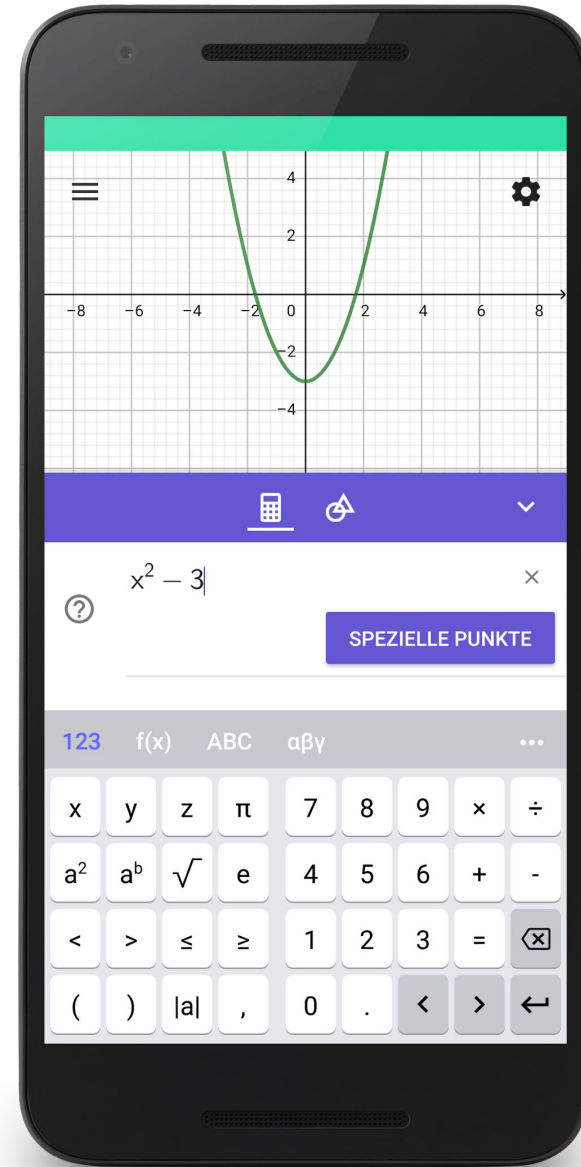 4
2
−8 −6 −4 −2 0 2 4 6 8
−2
−4
x² − 3
SPEZIELLE PUNKTE
123 f(x) ABC αβγ
x y z π 7 8 9 × ÷
a² aᵇ √ e 4 5 6 + -
< > ≤ ≥ 1 2 3 =
( ) |a| , 0 . < >